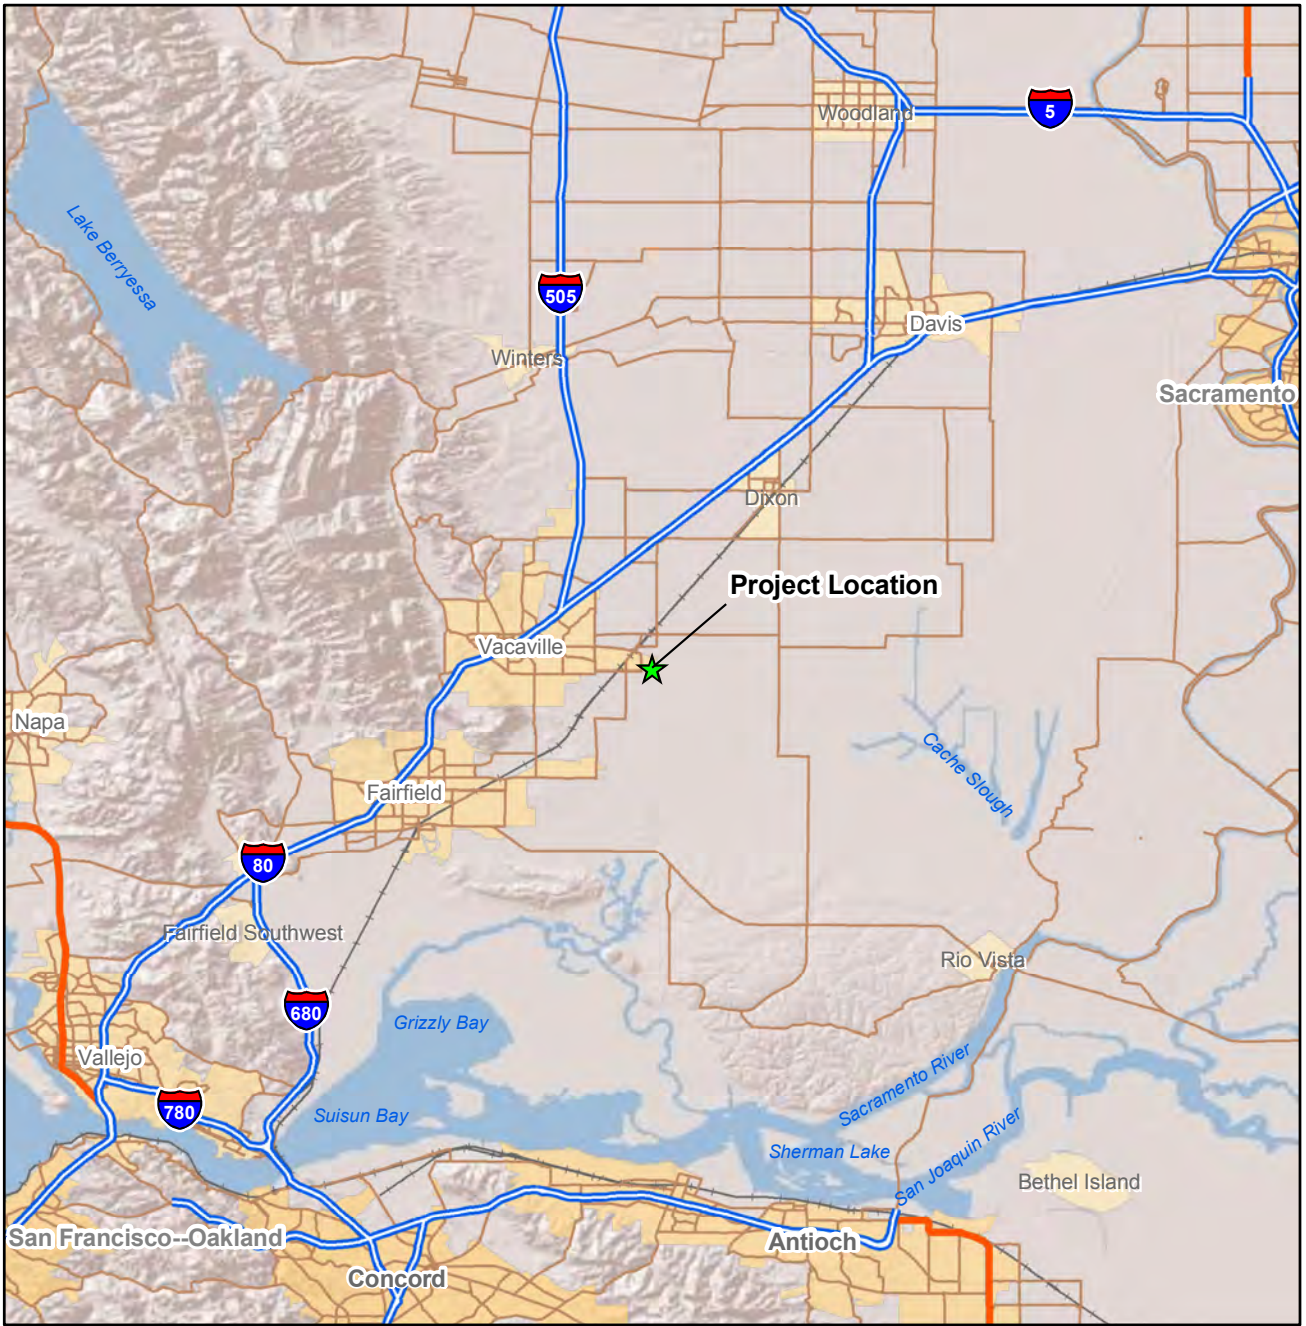 Woodland
5
Lake Berryessa
505
Davis
Winters
Sacramento
Dixon
Project Location
Vacaville
Napa
Cache Slough
Fairfield
80
Fairfield Southwest
Rio Vista
680
Grizzly Bay
Vallejo
780
Suisun Bay
Sacramento River
Sherman Lake
San Joaquin River
Bethel Island
San Francisco--Oakland
Antioch
Concord